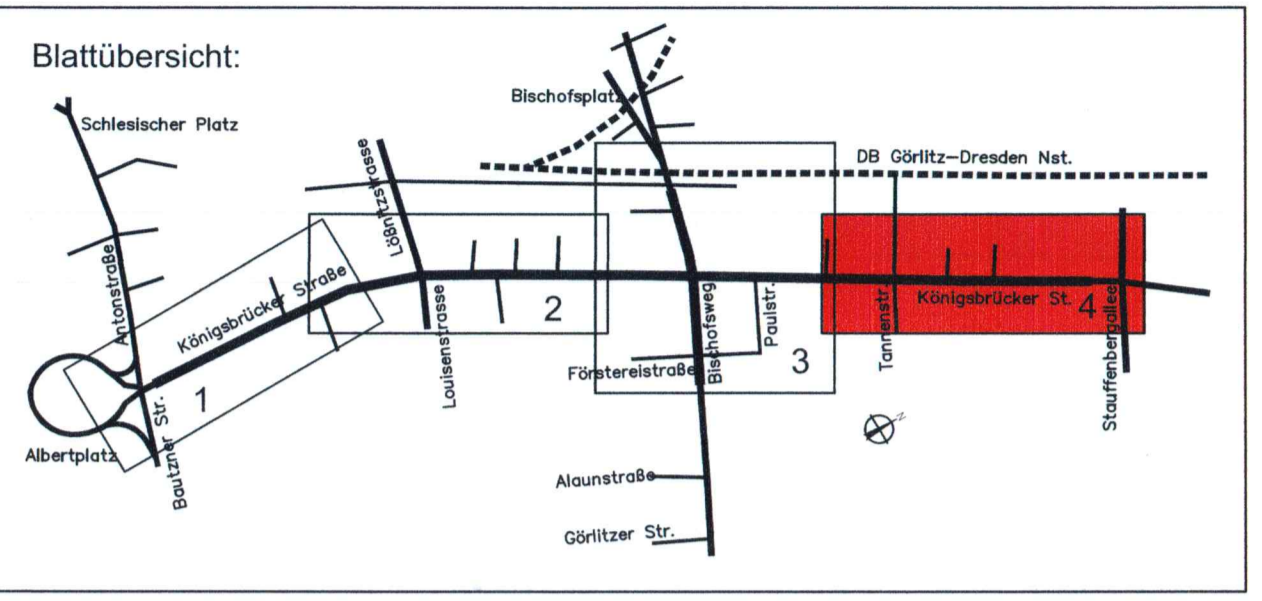 Blattübersicht:
Schlesischer Platz
Bischofsplatz
DB Görlitz-Dresden Nst.
Lößnitzstrasse
Antonstraße
Königsbrücker Straße
Königsbrücker St.
1
2
3
4
Louisenstrasse
Bischofsweg
Paulstr.
Tannenstr.
Stauffenbergallee
Förstereistraße
Albertplatz
Bautzner Str.
N
Alaunstraße
Görlitzer Str.